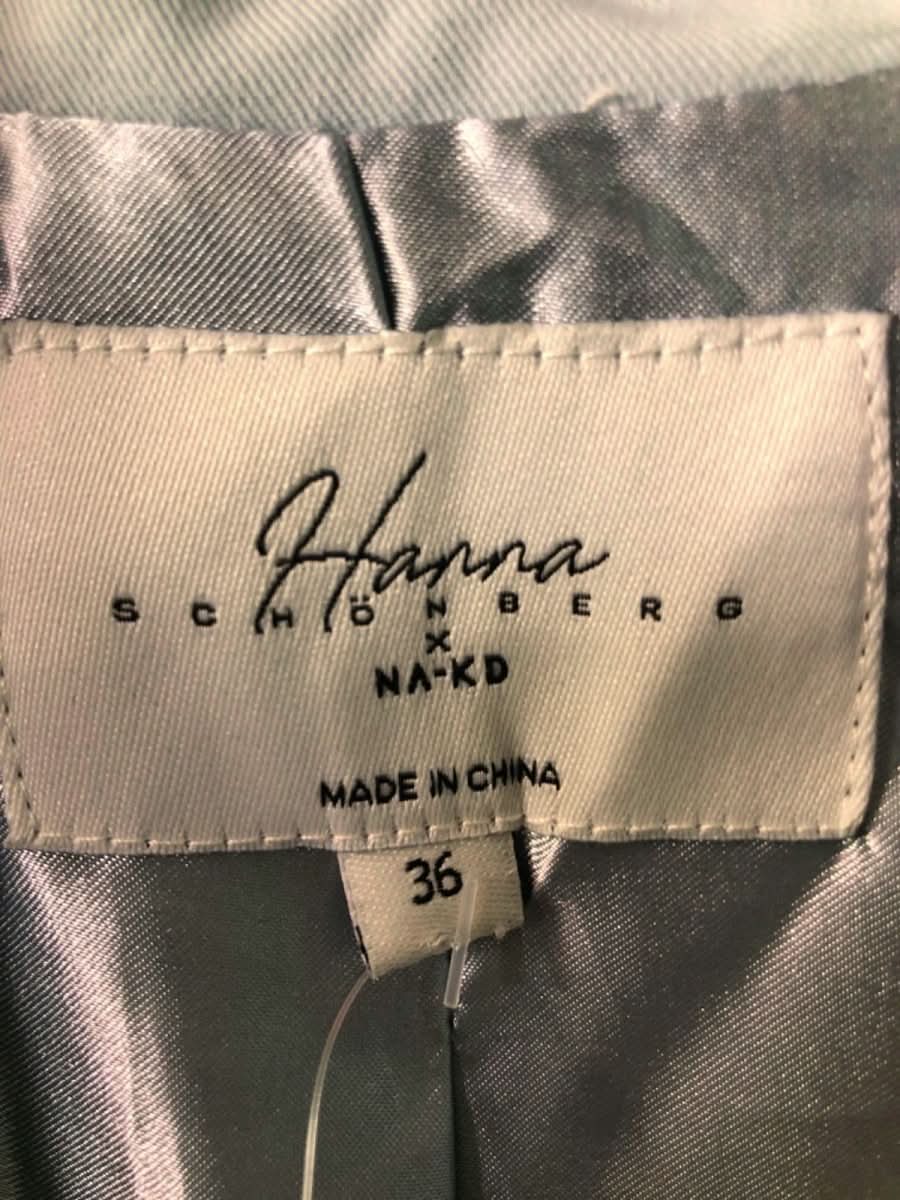 Hanna
SCHÖNBERG
X
NA-KD
MADE IN CHINA
36